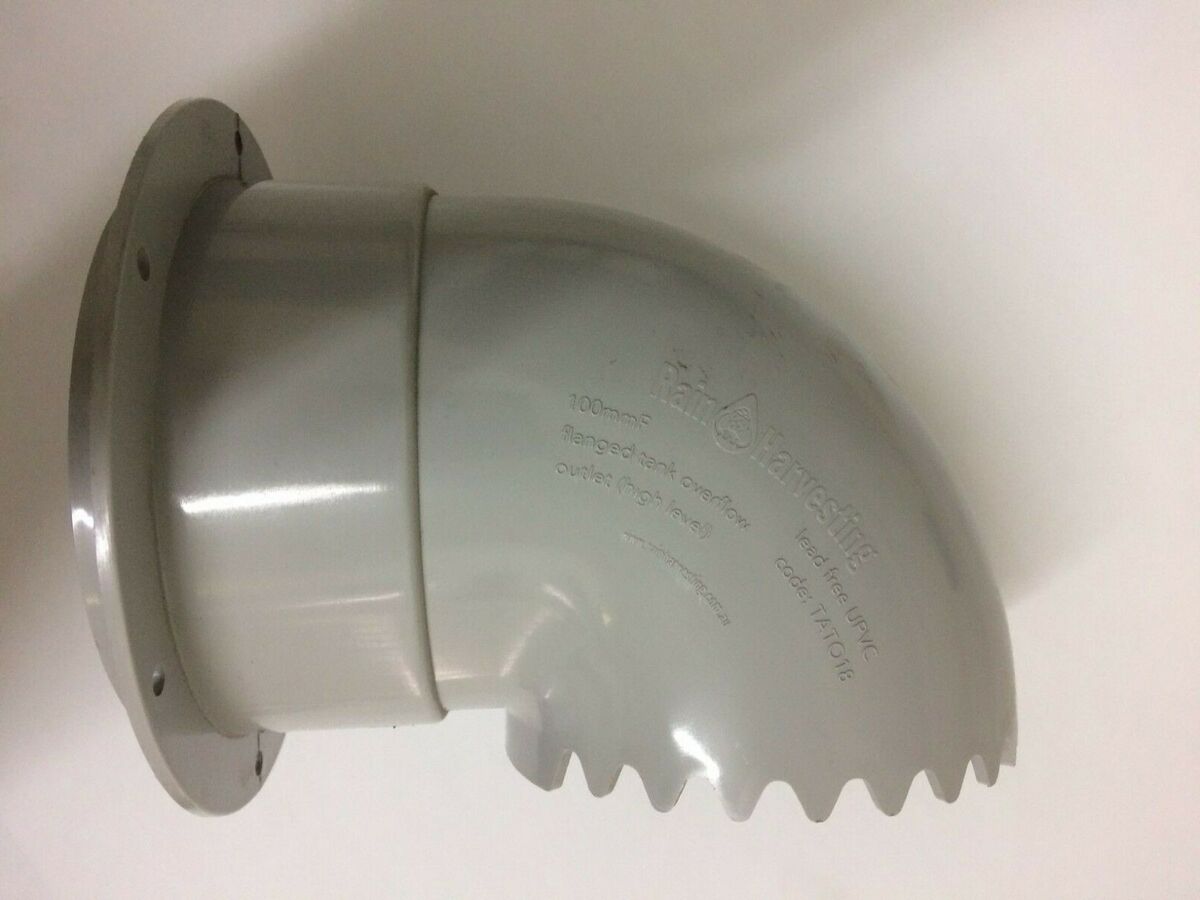 Rain Harvesting
100mmF
flanged tank overflow
outlet (high level)
www.rainharvesting.com.au
lead free UPVC
code: TATO18